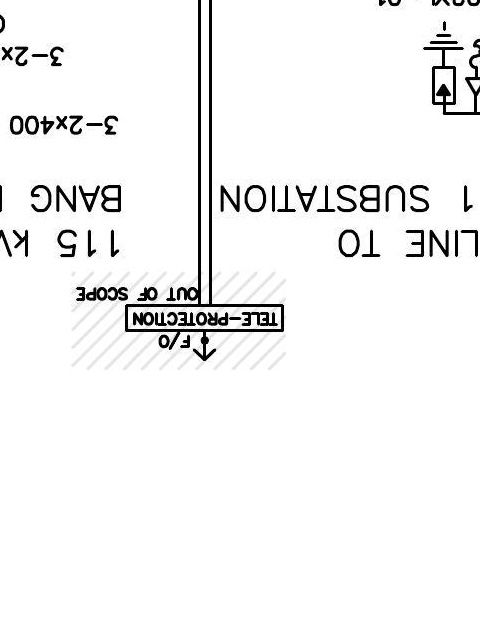 F/O
TELE-PROTECTION
OUT OF SCOPE
LINE TO
1 SUBSTATION
115 kV
BANG
3-2x400
3-2x